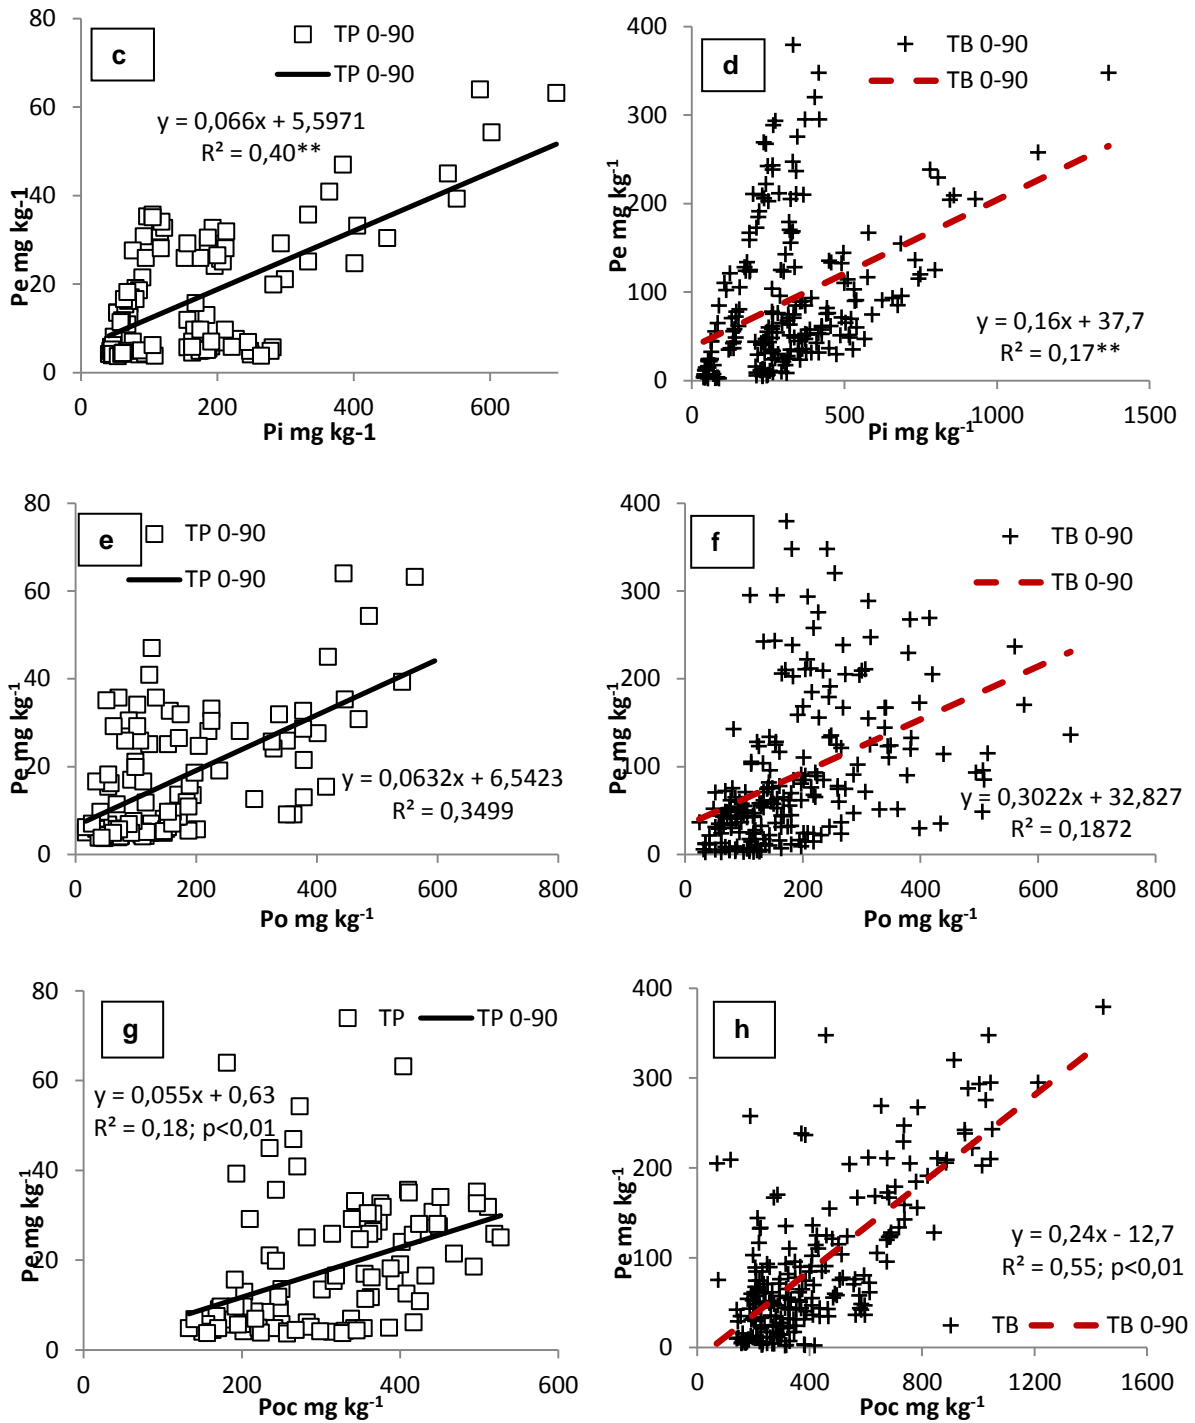 c
TP 0-90
TP 0-90
y = 0,066x + 5,5971
R² = 0,40**
80
60
40
20
0
0 200 400 600
Pe mg kg-1
Pi mg kg-1
d
TB 0-90
TB 0-90
y = 0,16x + 37,7
R² = 0,17**
400
300
200
100
0
0 500 1000 1500
Pe mg kg⁻¹
Pi mg kg⁻¹
e
TP 0-90
TP 0-90
y = 0,0632x + 6,5423
R² = 0,3499
80
60
40
20
0
0 200 400 600 800
Pe mg kg⁻¹
Po mg kg⁻¹
f
TB 0-90
TB 0-90
y = 0,3022x + 32,827
R² = 0,1872
400
300
200
100
0
0 200 400 600 800
Pe mg kg⁻¹
Po mg kg⁻¹
g
TP TP 0-90
y = 0,055x + 0,63
R² = 0,18; p<0,01
80
60
40
20
0
0 200 400 600
Pe mg kg⁻¹
Poc mg kg⁻¹
h
y = 0,24x - 12,7
R² = 0,55; p<0,01
TB TB 0-90
400
300
200
100
0
0 400 800 1200 1600
Pe mg kg⁻¹
Poc mg kg⁻¹